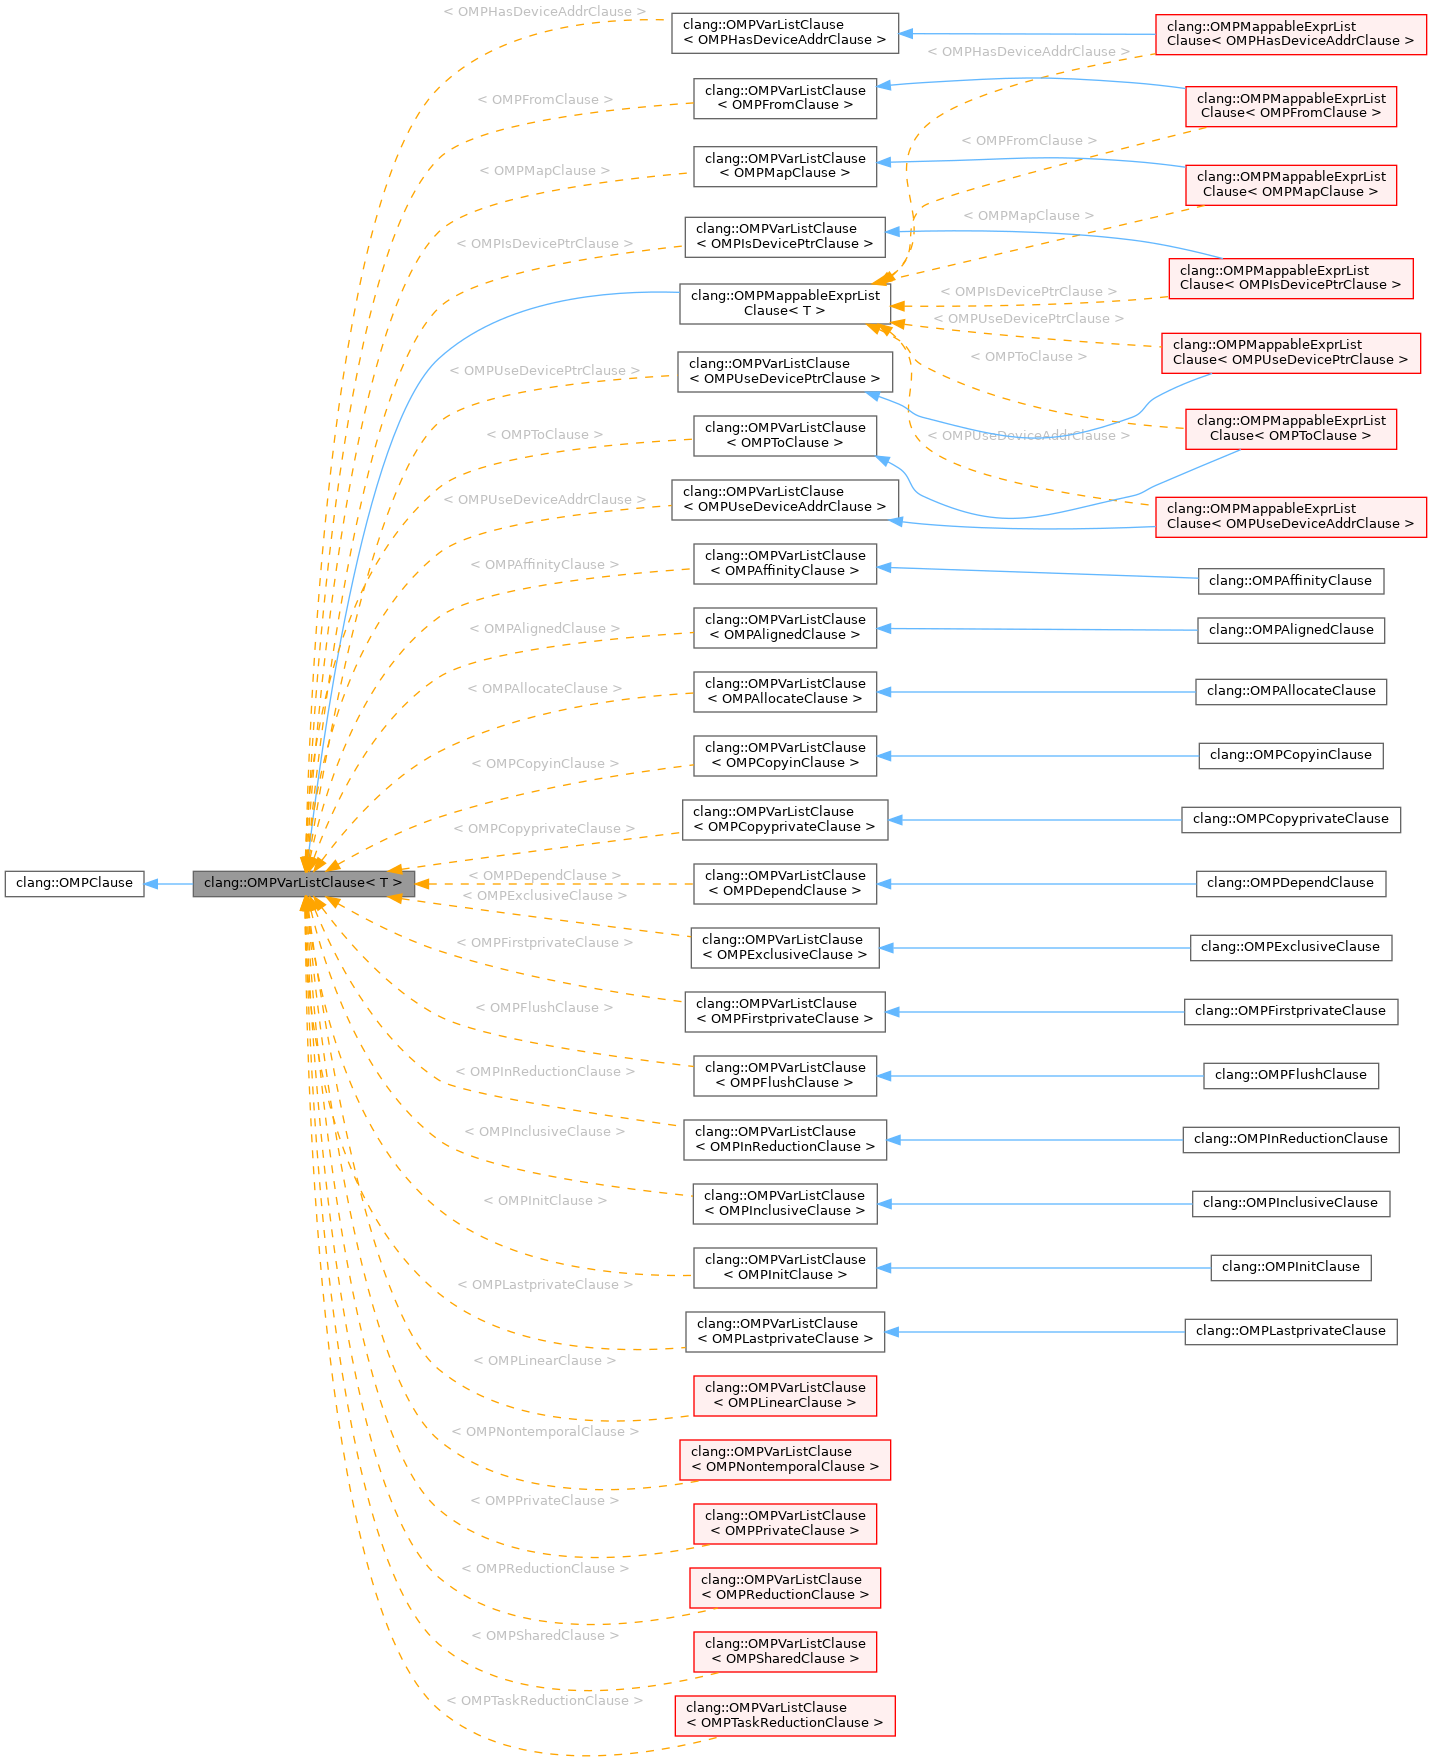 < OMPHasDeviceAddrClause >
clang::OMPVarListClause
< OMPHasDeviceAddrClause >
clang::OMPMappableExprList
Clause< OMPHasDeviceAddrClause >
< OMPHasDeviceAddrClause >
< OMPFromClause >
clang::OMPVarListClause
< OMPFromClause >
clang::OMPMappableExprList
Clause< OMPFromClause >
< OMPFromClause >
< OMPMapClause >
clang::OMPVarListClause
< OMPMapClause >
clang::OMPMappableExprList
Clause< OMPMapClause >
< OMPMapClause >
< OMPIsDevicePtrClause >
clang::OMPVarListClause
< OMPIsDevicePtrClause >
clang::OMPMappableExprList
Clause< OMPIsDevicePtrClause >
< OMPIsDevicePtrClause >
clang::OMPMappableExprList
Clause< T >
< OMPUseDevicePtrClause >
clang::OMPMappableExprList
Clause< OMPUseDevicePtrClause >
< OMPToClause >
< OMPUseDevicePtrClause >
clang::OMPVarListClause
< OMPUseDevicePtrClause >
< OMPToClause >
clang::OMPVarListClause
< OMPToClause >
< OMPUseDeviceAddrClause >
clang::OMPMappableExprList
Clause< OMPToClause >
< OMPUseDeviceAddrClause >
clang::OMPVarListClause
< OMPUseDeviceAddrClause >
clang::OMPMappableExprList
Clause< OMPUseDeviceAddrClause >
< OMPAffinityClause >
clang::OMPVarListClause
< OMPAffinityClause >
clang::OMPAffinityClause
< OMPAlignedClause >
clang::OMPVarListClause
< OMPAlignedClause >
clang::OMPAlignedClause
< OMPAllocateClause >
clang::OMPVarListClause
< OMPAllocateClause >
clang::OMPAllocateClause
< OMPCopyinClause >
clang::OMPVarListClause
< OMPCopyinClause >
clang::OMPCopyinClause
< OMPCopyprivateClause >
clang::OMPVarListClause
< OMPCopyprivateClause >
clang::OMPCopyprivateClause
clang::OMPClause
clang::OMPVarListClause< T >
< OMPDependClause >
clang::OMPVarListClause
< OMPDependClause >
clang::OMPDependClause
< OMPExclusiveClause >
clang::OMPVarListClause
< OMPExclusiveClause >
clang::OMPExclusiveClause
< OMPFirstprivateClause >
clang::OMPVarListClause
< OMPFirstprivateClause >
clang::OMPFirstprivateClause
< OMPFlushClause >
clang::OMPVarListClause
< OMPFlushClause >
clang::OMPFlushClause
< OMPInReductionClause >
clang::OMPVarListClause
< OMPInReductionClause >
clang::OMPInReductionClause
< OMPInclusiveClause >
clang::OMPVarListClause
< OMPInclusiveClause >
clang::OMPInclusiveClause
< OMPInitClause >
clang::OMPVarListClause
< OMPInitClause >
clang::OMPInitClause
< OMPLastprivateClause >
clang::OMPVarListClause
< OMPLastprivateClause >
clang::OMPLastprivateClause
< OMPLinearClause >
clang::OMPVarListClause
< OMPLinearClause >
< OMPNontemporalClause >
clang::OMPVarListClause
< OMPNontemporalClause >
< OMPPrivateClause >
clang::OMPVarListClause
< OMPPrivateClause >
< OMPReductionClause >
clang::OMPVarListClause
< OMPReductionClause >
< OMPSharedClause >
clang::OMPVarListClause
< OMPSharedClause >
< OMPTaskReductionClause >
clang::OMPVarListClause
< OMPTaskReductionClause >